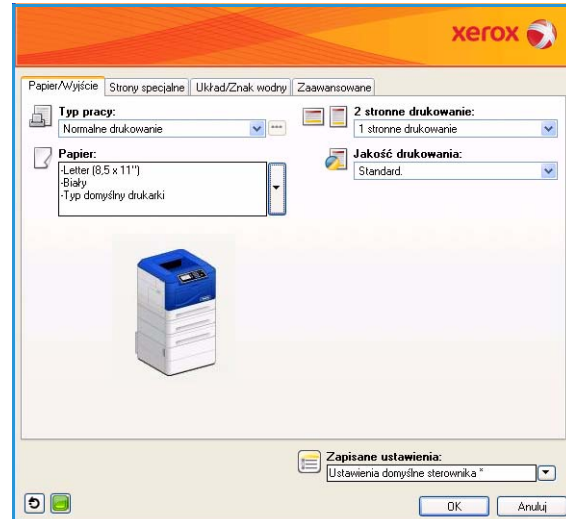 xerox
Papier/Wyjście Strony specjalne Układ/Znak wodny Zaawansowane
Typ pracy:
Normalne drukowanie
Papier:
-Letter (8,5 x 11")
-Biały
-Typ domyślny drukarki
2 stronne drukowanie:
1 stronne drukowanie
Jakość drukowania:
Standard.
Zapisane ustawienia:
Ustawienia domyślne sterownika *
OK Anuluj